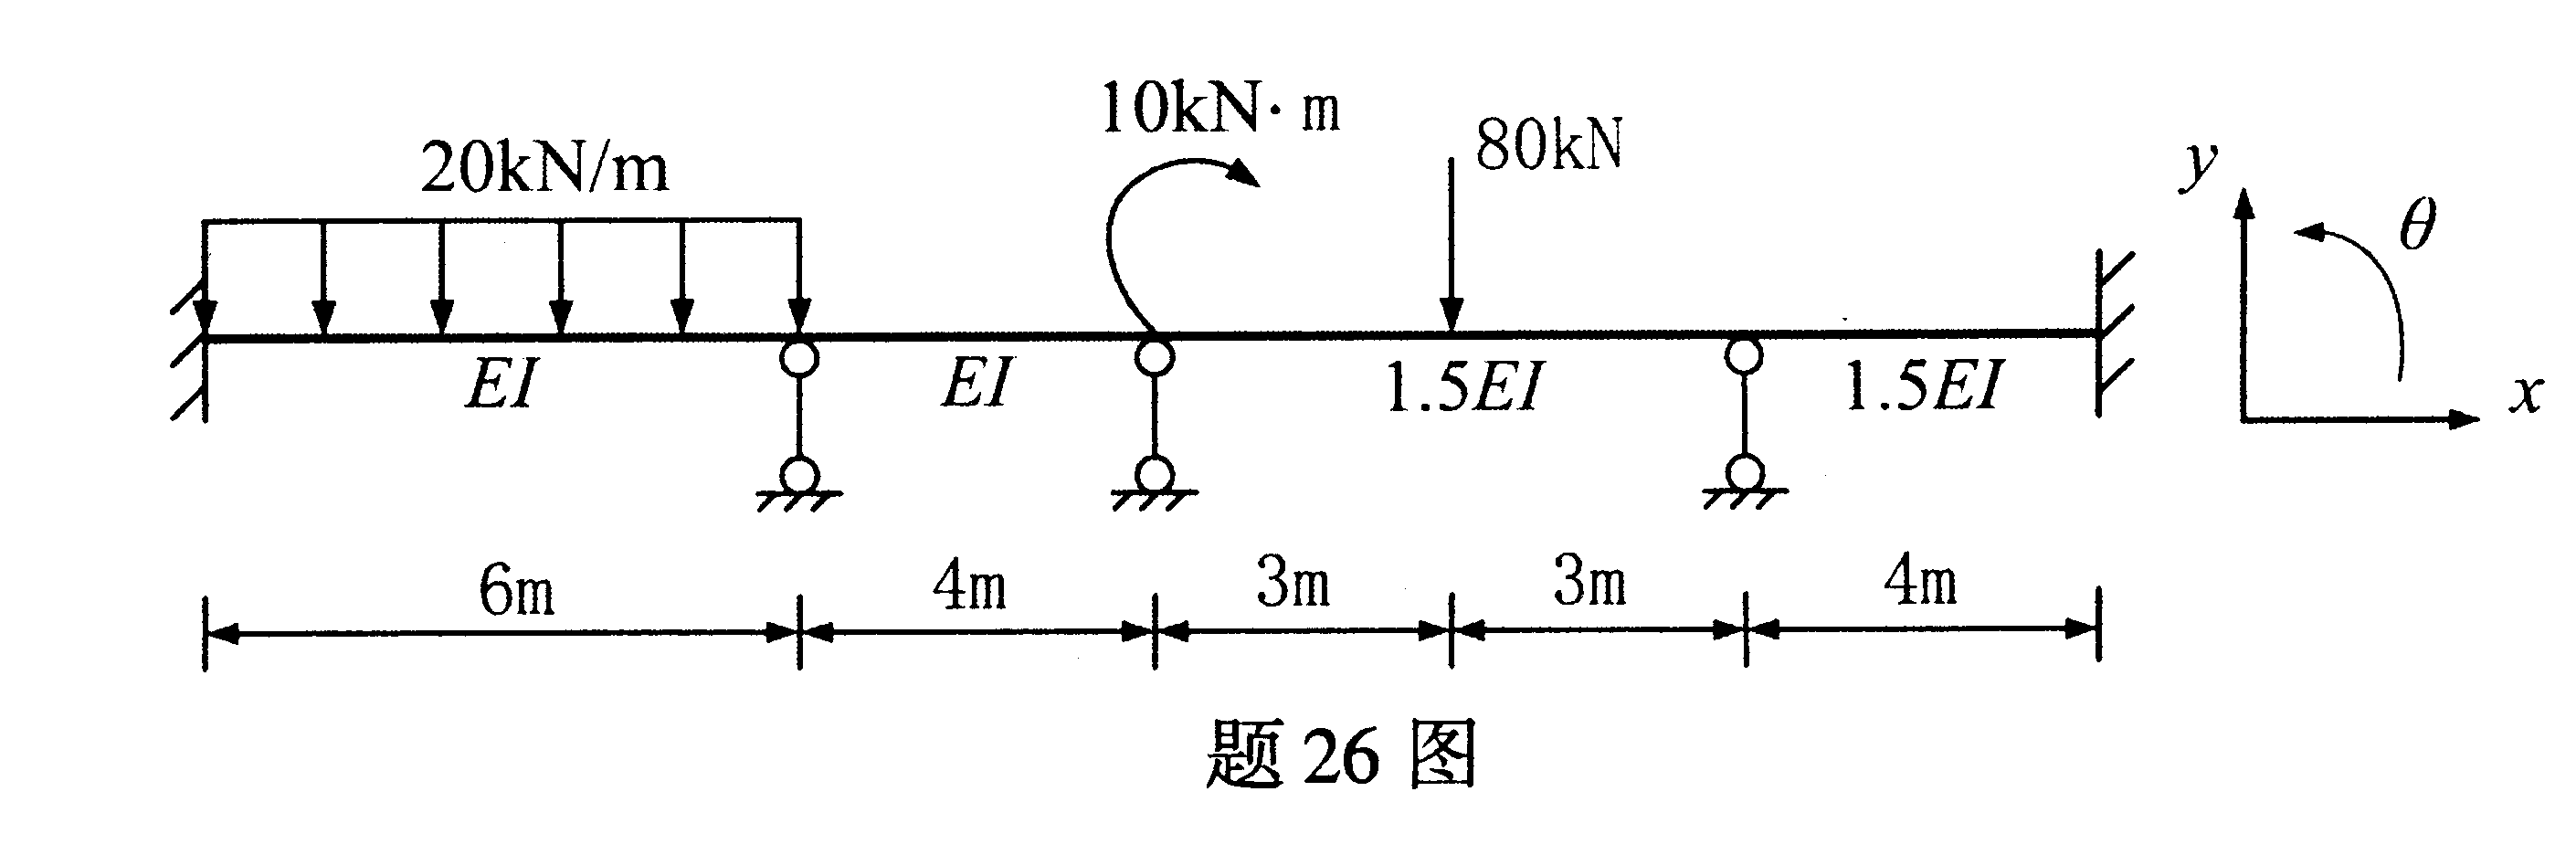 10kN·m
20kN/m
80kN
y
θ
x
EI
EI
1.5EI
1.5EI
6m
4m
3m
3m
4m
题 26 图